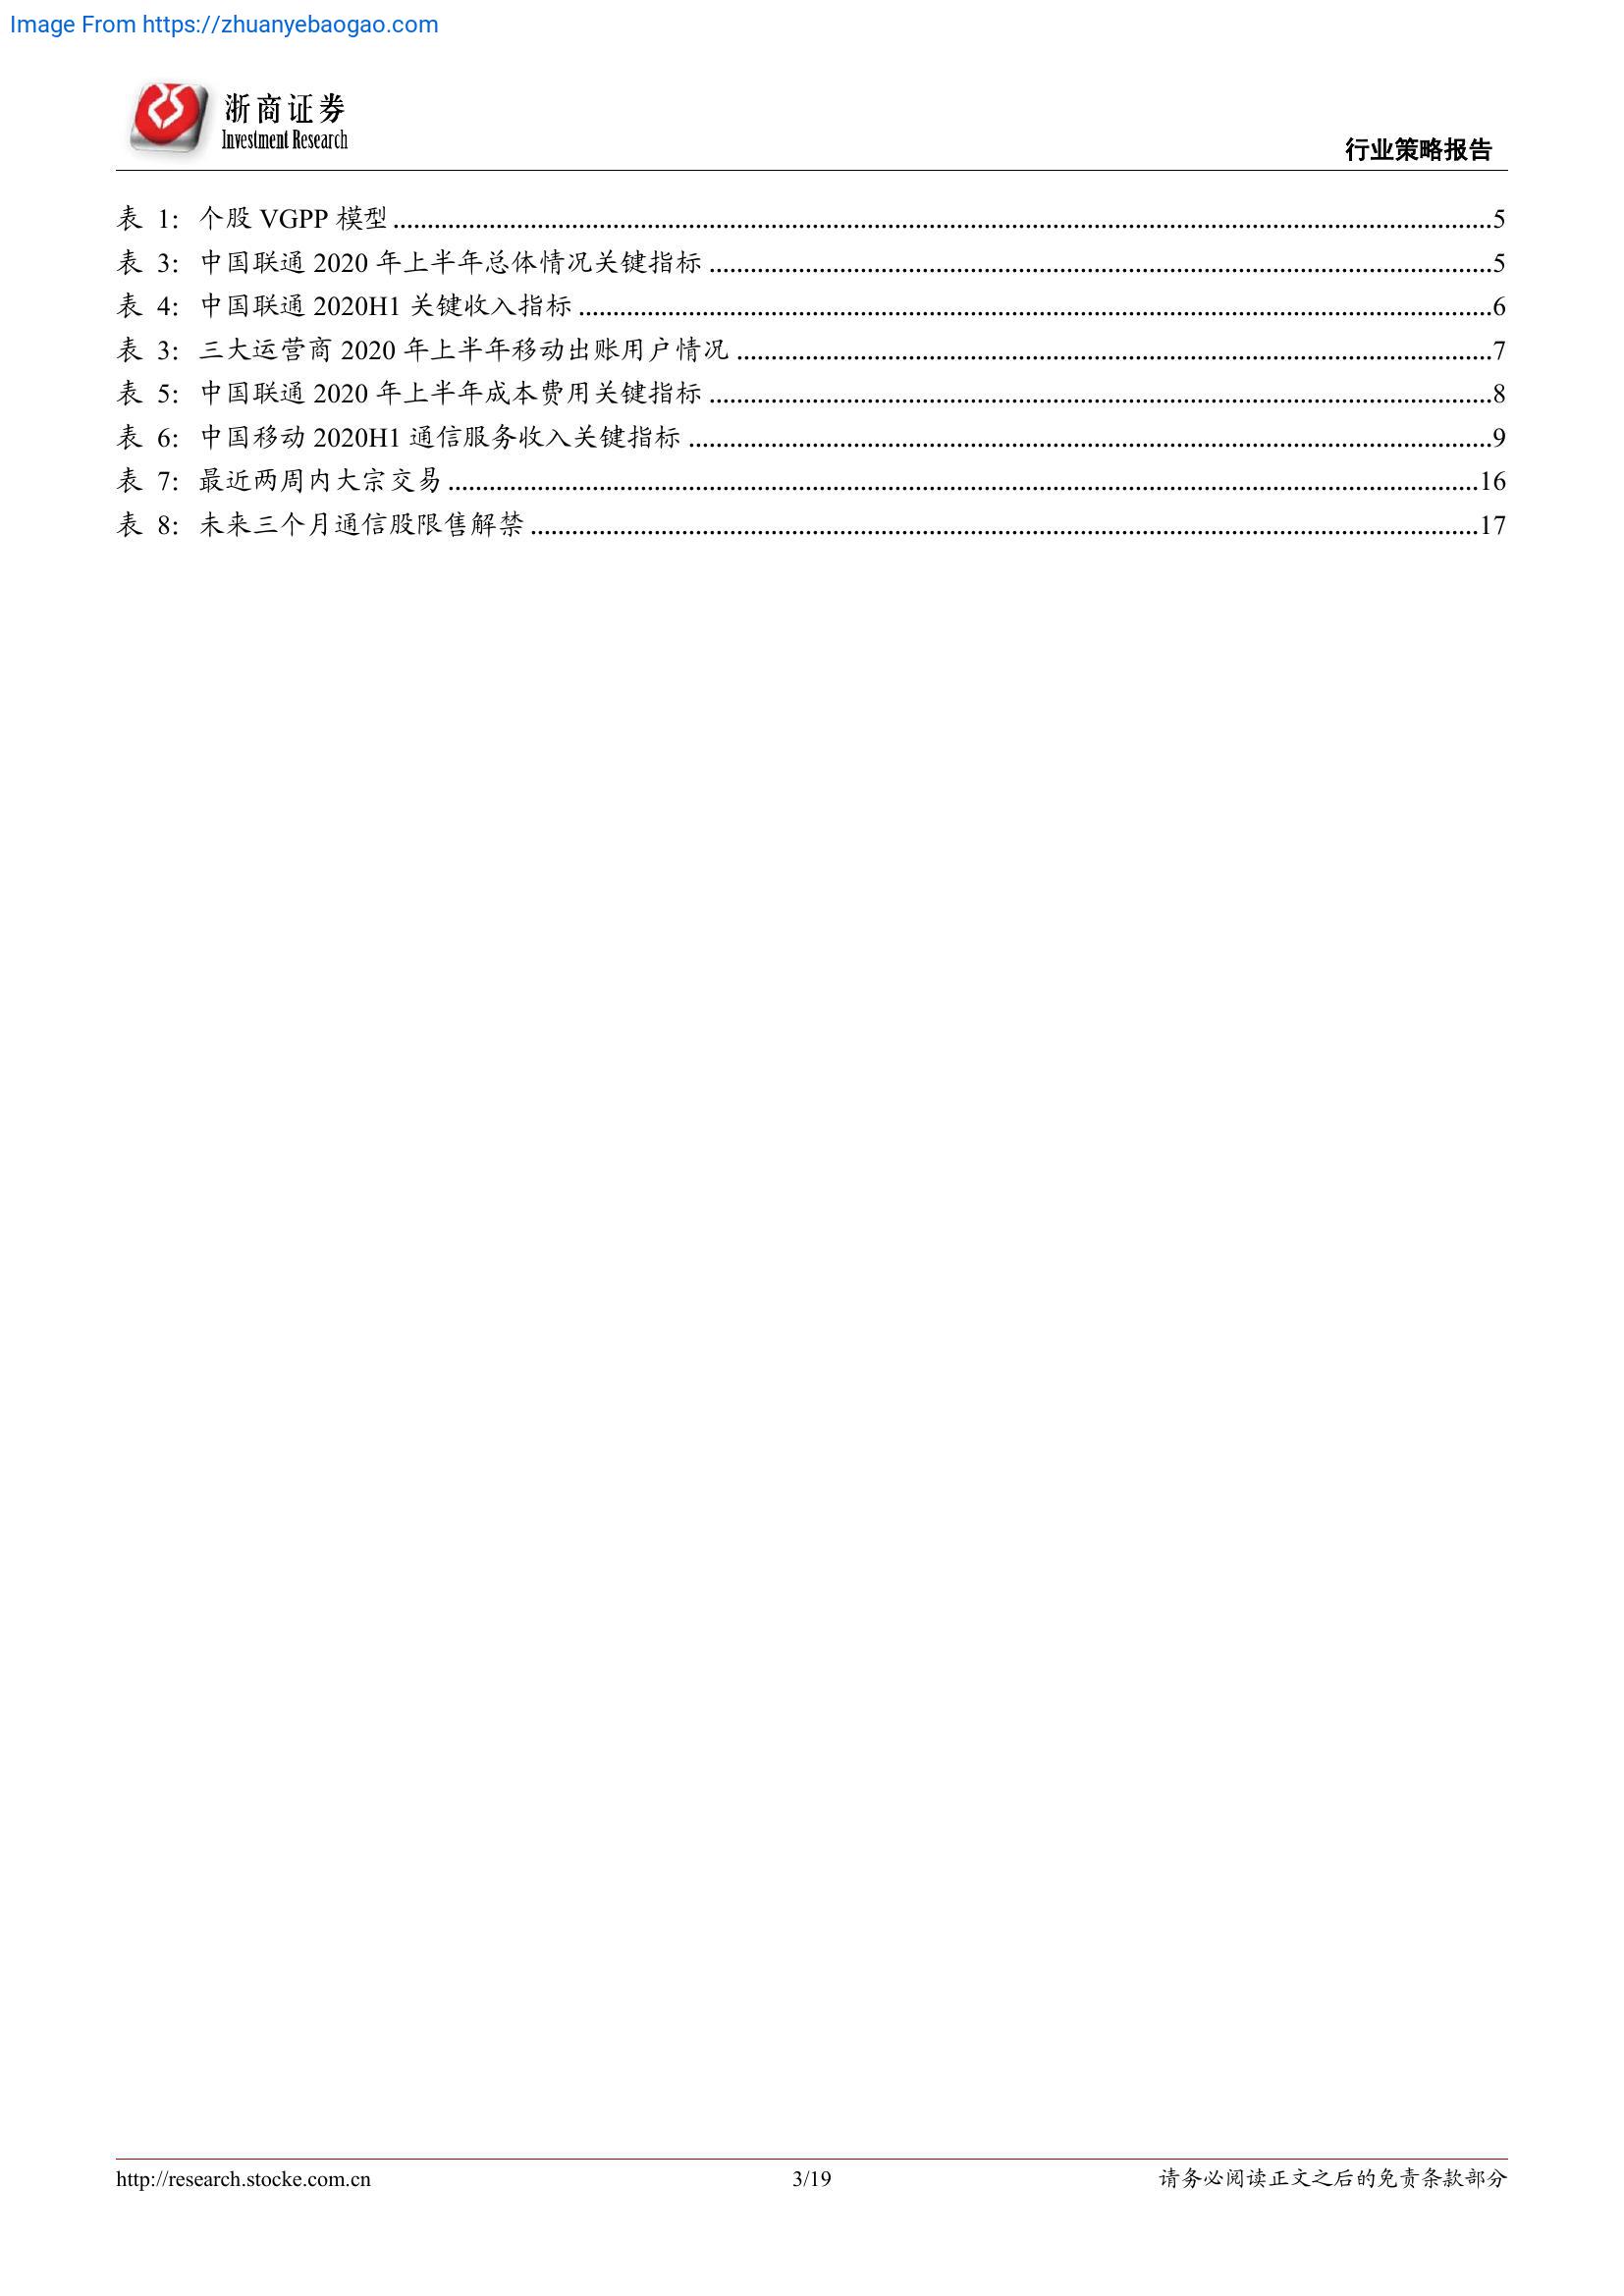 Image From https://zhuanyebaogao.com
浙商证券
Investment Research
行业策略报告
表 1: 个股 VGPP 模型 ........ 5
表 3: 中国联通 2020 年上半年总体情况关键指标 ........ 5
表 4: 中国联通 2020H1 关键收入指标 ........ 6
表 3: 三大运营商 2020 年上半年移动出账用户情况 ........ 7
表 5: 中国联通 2020 年上半年成本费用关键指标 ........ 8
表 6: 中国移动 2020H1 通信服务收入关键指标 ........ 9
表 7: 最近两周内大宗交易 ........ 16
表 8: 未来三个月通信股限售解禁 ........ 17
http://research.stocke.com.cn 3/19 请务必阅读正文之后的免责条款部分